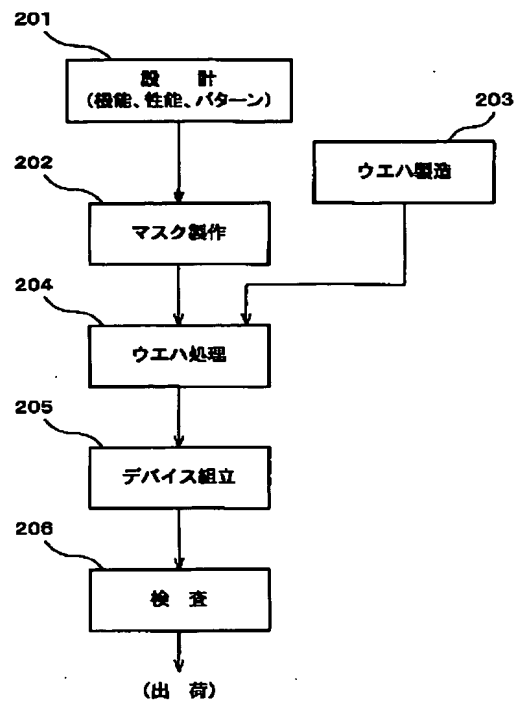 201
設 計
(機能、性能、パターン)
203
ウエハ製造
202
マスク製作
204
ウエハ処理
205
デバイス組立
206
検 査
(出 荷)